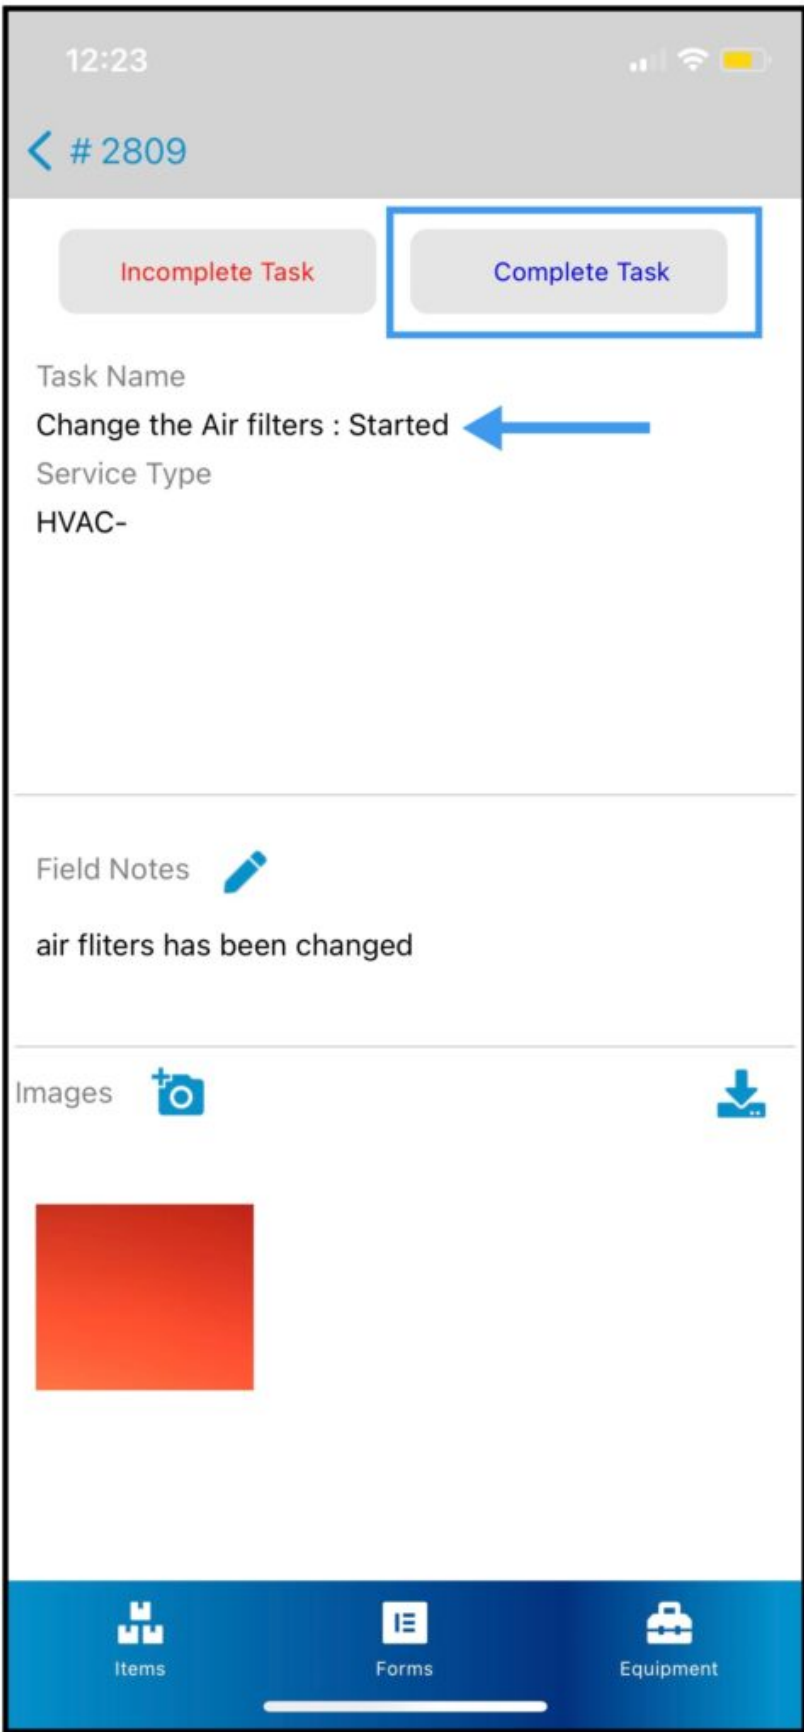 12:23
# 2809
Incomplete Task Complete Task
Task Name
Change the Air filters : Started
Service Type
HVAC-
Field Notes
air fliters has been changed
Images
Items Forms Equipment